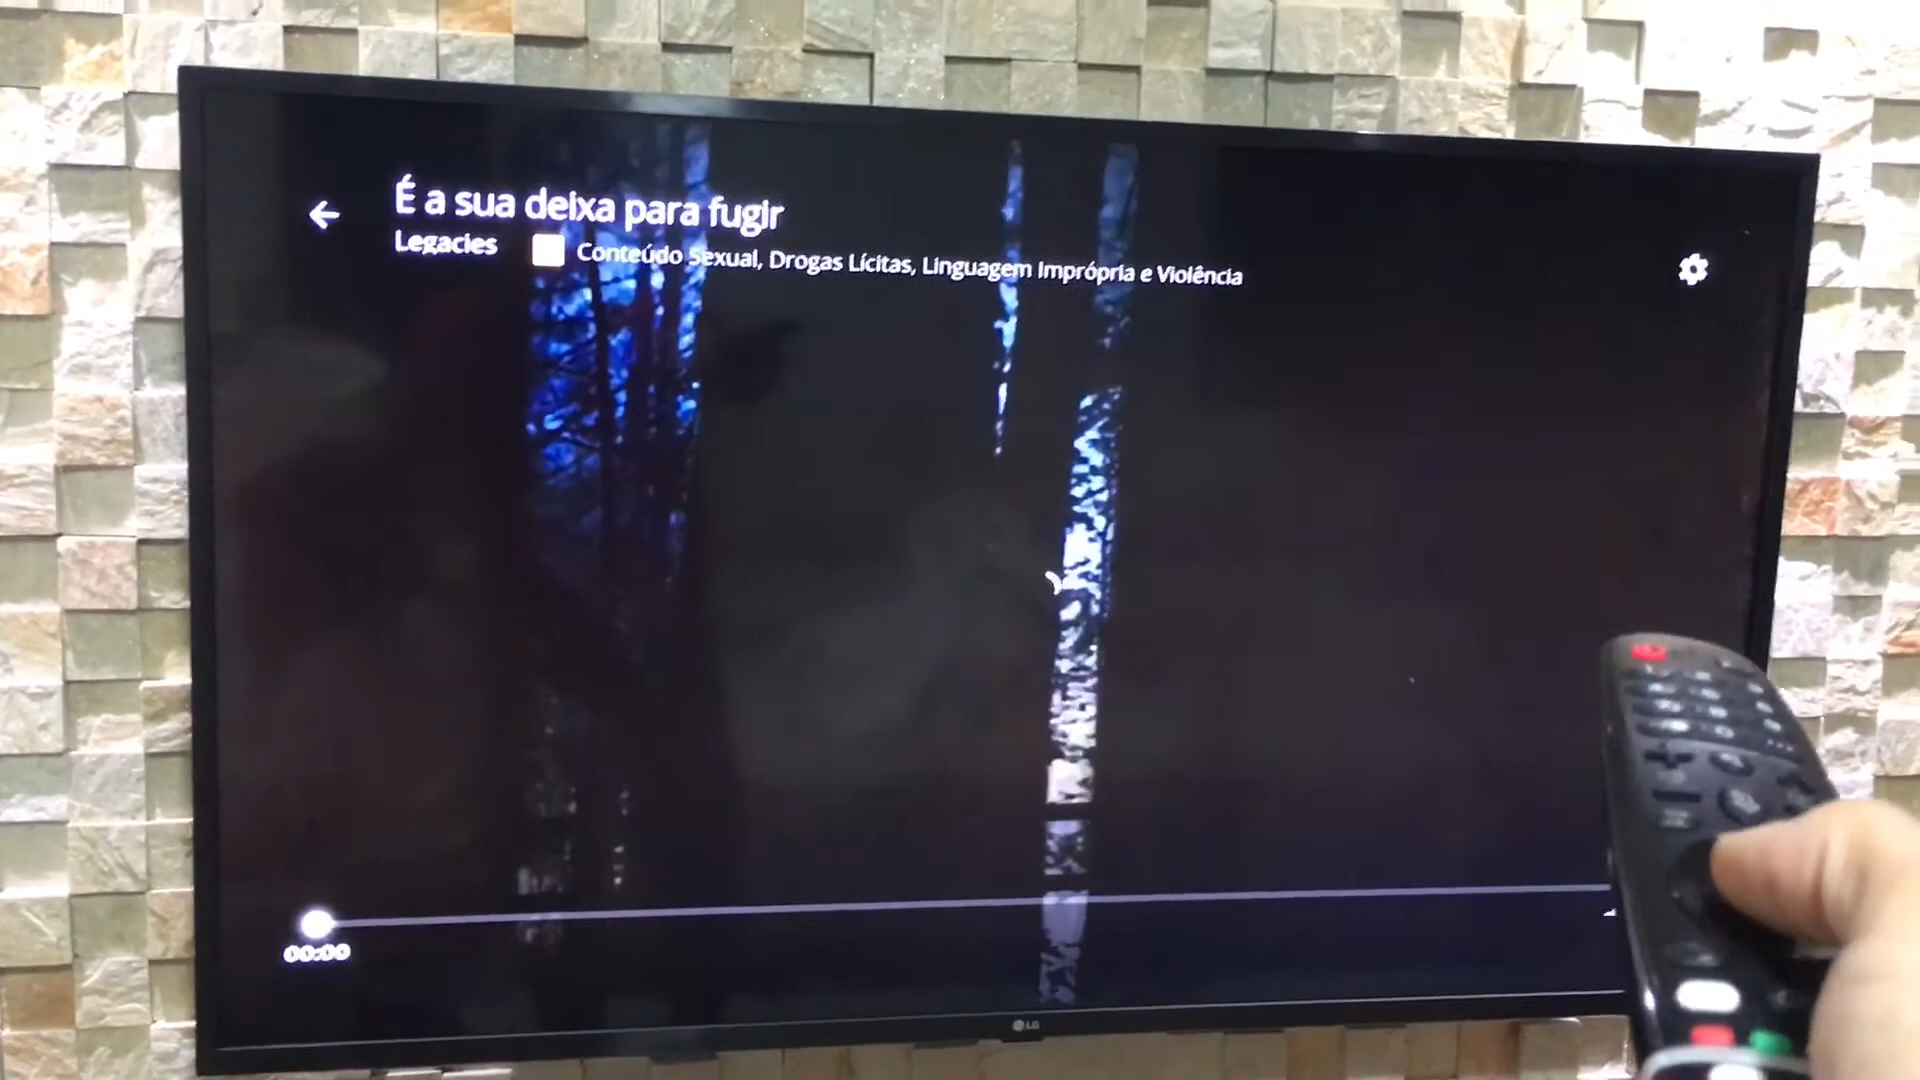 É a sua deixa para fugir
Legacies
Conteúdo Sexual, Drogas Lícitas, Linguagem Imprópria e Violência
00:00
LG